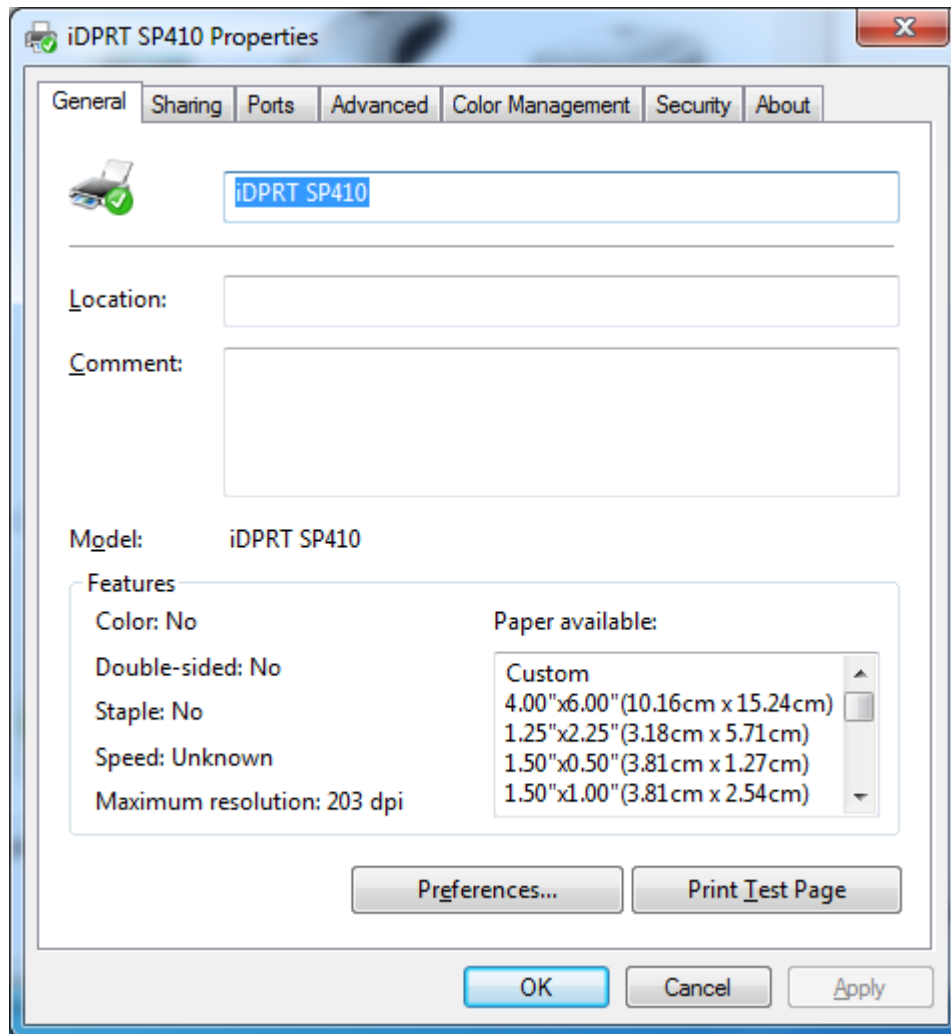 iDPRT SP410 Properties
X
General Sharing Ports Advanced Color Management Security About
iDPRT SP410
Location:
Comment:
Model: iDPRT SP410
Features
Color: No
Double-sided: No
Staple: No
Speed: Unknown
Maximum resolution: 203 dpi
Paper available:
Custom
4.00"x6.00"(10.16cm x 15.24cm)
1.25"x2.25"(3.18cm x 5.71cm)
1.50"x0.50"(3.81cm x 1.27cm)
1.50"x1.00"(3.81cm x 2.54cm)
Preferences... Print Test Page
OK Cancel Apply